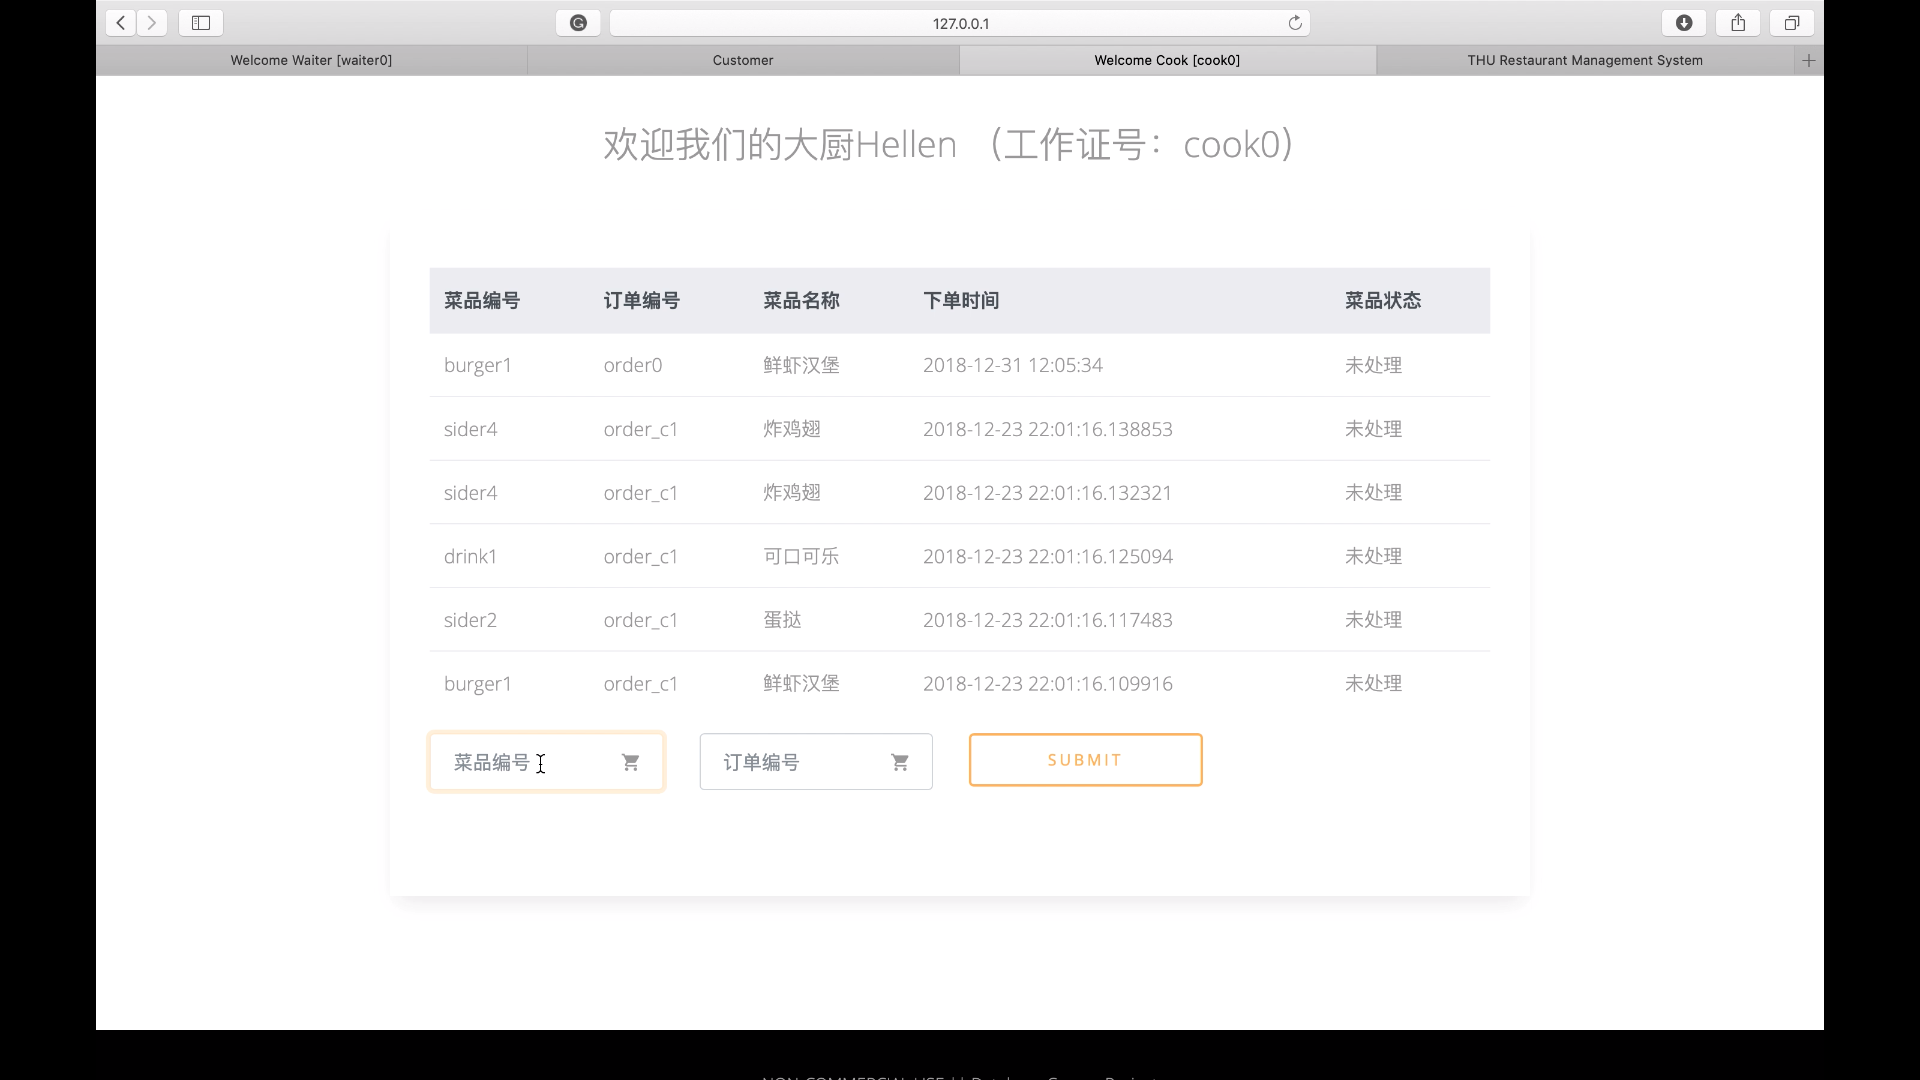 127.0.0.1
Welcome Waiter [waiter0] Customer Welcome Cook [cook0] THU Restaurant Management System
欢迎我们的大厨Hellen （工作证号：cook0）
菜品编号 订单编号 菜品名称 下单时间 菜品状态
burger1 order0 鲜虾汉堡 2018-12-31 12:05:34 未处理
sider4 order_c1 炸鸡翅 2018-12-23 22:01:16.138853 未处理
sider4 order_c1 炸鸡翅 2018-12-23 22:01:16.132321 未处理
drink1 order_c1 可口可乐 2018-12-23 22:01:16.125094 未处理
sider2 order_c1 蛋挞 2018-12-23 22:01:16.117483 未处理
burger1 order_c1 鲜虾汉堡 2018-12-23 22:01:16.109916 未处理
菜品编号 订单编号 SUBMIT